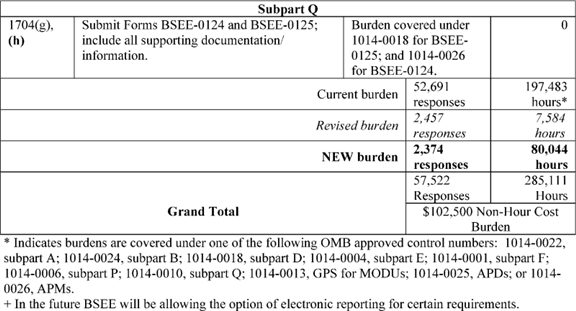 Subpart Q
1704(g), Submit Forms BSEE-0124 and BSEE-0125; Burden covered under 0
(h) include all supporting documentation/ 1014-0018 for BSEE-
information. 0125; and 1014-0026
for BSEE-0124.
Current burden 52,691 197,483
responses hours*
Revised burden 2,457 7,584
responses hours
NEW burden 2,374 80,044
responses hours
57,522 285,111
Responses Hours
Grand Total $102,500 Non-Hour Cost
Burden
* Indicates burdens are covered under one of the following OMB approved control numbers: 1014-0022,
subpart A; 1014-0024, subpart B; 1014-0018, subpart D; 1014-0004, subpart E; 1014-0001, subpart F;
1014-0006, subpart P; 1014-0010, subpart Q; 1014-0013, GPS for MODUs; 1014-0025, APDs; or 1014-
0026, APMs.
+ In the future BSEE will be allowing the option of electronic reporting for certain requirements.